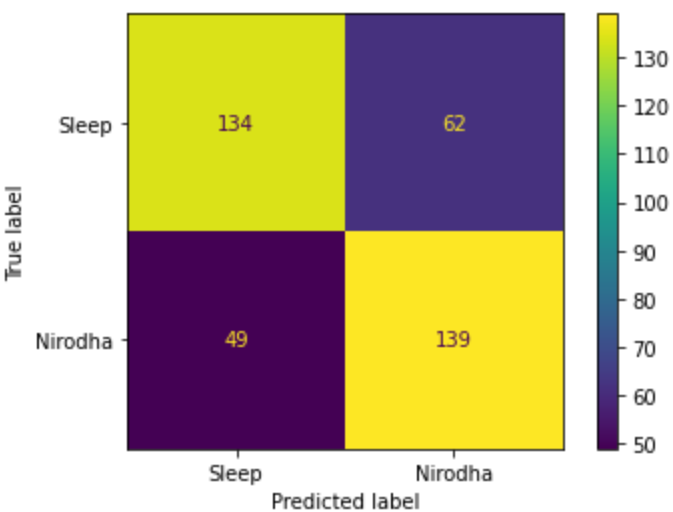 True label
Sleep
134
62
Nirodha
49
139
Sleep
Nirodha
Predicted label
130
120
110
100
90
80
70
60
50